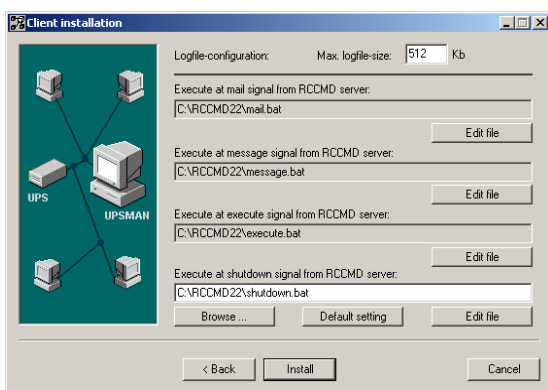 Client installation
Logfile-configuration: Max. logfile-size: 512 Kb
Execute at mail signal from RCCMD server:
C:\RCCMD22\mail.bat
Edit file
Execute at message signal from RCCMD server:
C:\RCCMD22\message.bat
Edit file
Execute at execute signal from RCCMD server:
C:\RCCMD22\execute.bat
Edit file
Execute at shutdown signal from RCCMD server:
C:\RCCMD22\shutdown.bat
Browse ... Default setting Edit file
UPS
UPSMAN
< Back Install Cancel